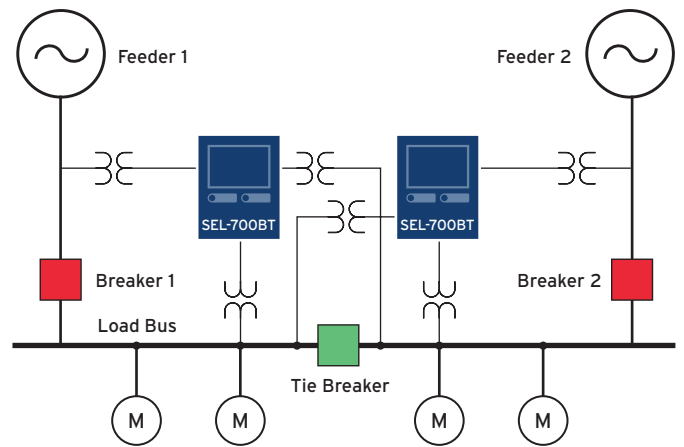 Feeder 1
Feeder 2
SEL-700BT
SEL-700BT
Breaker 1
Breaker 2
Load Bus
Tie Breaker
M
M
M
M